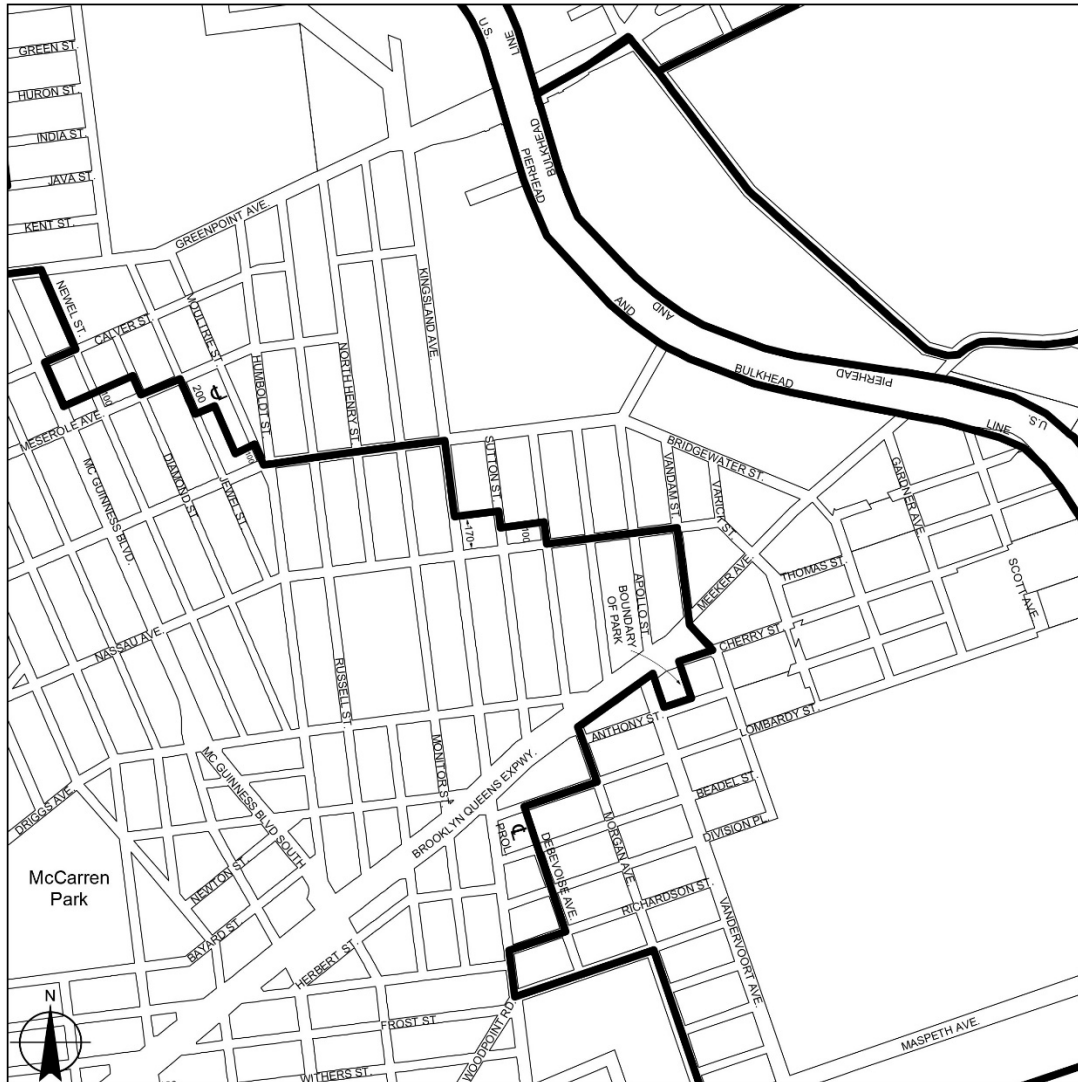 GREEN ST.
HURON ST.
INDIA ST.
JAVA ST.
KENT ST.
GREENPOINT AVE.
U.S.
LINE
BULKHEAD
PIERHEAD
AND
AND
BULKHEAD
PIERHEAD
LINE
U.S.
NEWEL ST.
CALVER ST.
MOULTRIE ST.
HUMBOLDT ST.
NORTH HENRY ST.
KINGSLAND AVE.
100
200
MESEROLE AVE.
100
MC GUINNESS BLVD.
DIAMOND ST.
JEWEL ST.
SUTTON ST.
170
100
VANDAM ST.
BRIDGEWATER ST.
VARICK ST.
GARDNER AVE.
MEEKER AVE.
THOMAS ST.
SCOTT AVE
APOLLO ST.
BOUNDARY
OF PARK
CHERRY ST.
NASSAU AVE.
RUSSELL ST.
ANTHONY ST.
LOMBARDY ST.
MONITOR ST.
MC GUINNESS BLVD SOUTH
BROOKLYN QUEENS EXPWY.
BEADEL ST.
DRIGGS AVE.
PROL.
DEBEVOISE AVE.
MORGAN AVE.
DIVISION PL.
McCarren
Park
NEWTON ST.
RICHARDSON ST.
BAYARD ST.
VANDERVOORT AVE.
HERBERT ST.
N
FROST ST.
WOODPOINT RD.
MASPETH AVE.
WITHERS ST.